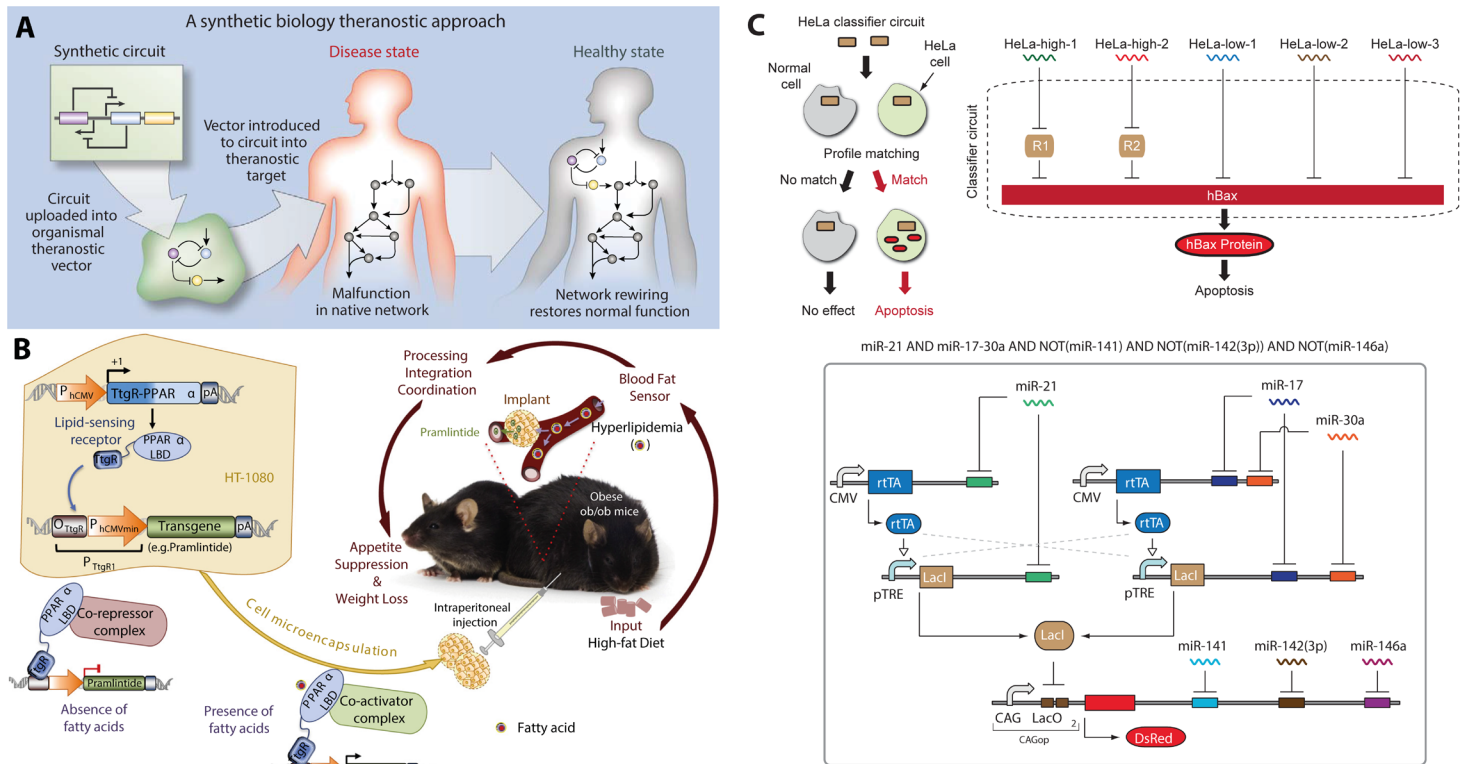 A
A synthetic biology theranostic approach
Synthetic circuit
Disease state
Healthy state
Vector introduced
to circuit into
theranostic
target
Circuit
uploaded into
organismal
theranostic
vector
Malfunction
in native network
Network rewiring
restores normal function
B
+1
P hCMV
TtgR-PPAR α
pA
Lipid-sensing
receptor
PPAR α
LBD
TtgR
HT-1080
O TtgR
P hCMVmin
Transgene
pA
(e.g.Pramlintide)
P TtgR1
PPAR α
LBD
Co-repressor
complex
TtgR
Pramlintide
Absence of
fatty acids
Cell microencapsulation
Presence of
fatty acids
PPAR α
LBD
Co-activator
complex
TtgR
Fatty acid
Processing
Integration
Coordination
Blood Fat
Sensor
Implant
Pramlintide
Hyperlipidemia
( )
Obese
ob/ob mice
Appetite
Suppression
&
Weight Loss
Intraperitoneal
injection
Input
High-fat Diet
C
HeLa classifier circuit
Normal
cell
HeLa
cell
Profile matching
No match
Match
No effect
Apoptosis
HeLa-high-1
HeLa-high-2
HeLa-low-1
HeLa-low-2
HeLa-low-3
Classifier circuit
R1
R2
hBax
hBax Protein
Apoptosis
miR-21 AND miR-17-30a AND NOT(miR-141) AND NOT(miR-142(3p)) AND NOT(miR-146a)
miR-21
miR-17
miR-30a
CMV
rtTA
CMV
rtTA
rtTA
rtTA
pTRE
LacI
pTRE
LacI
LacI
miR-141
miR-142(3p)
miR-146a
CAG
LacO
2
CAGop
DsRed